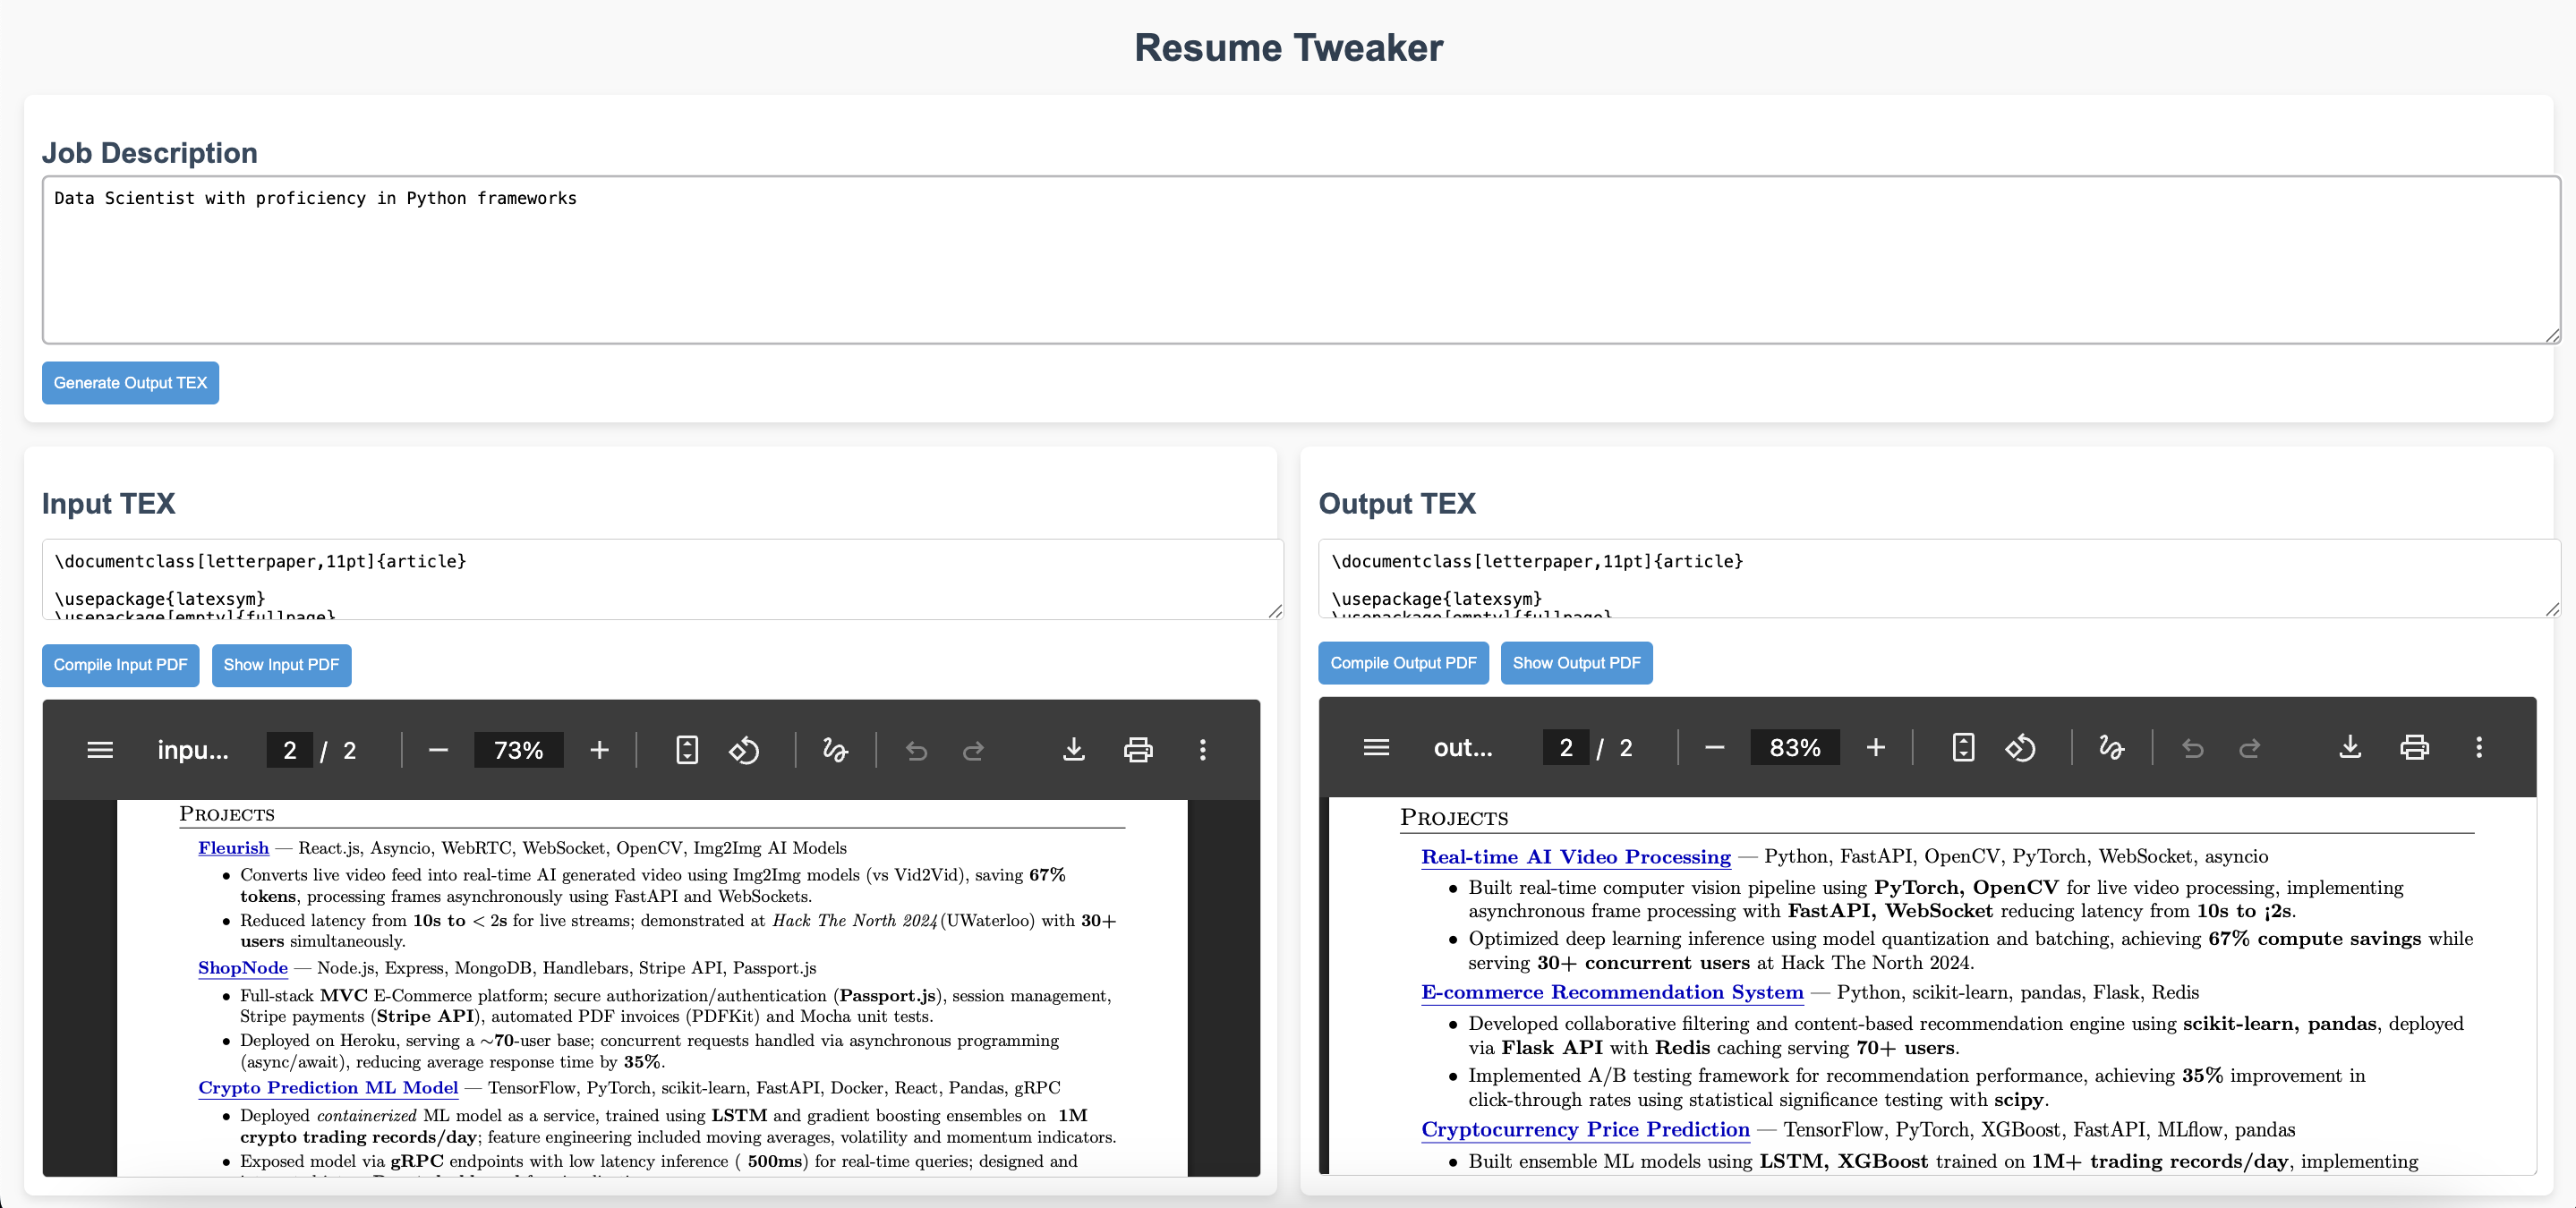 Resume Tweaker
Job Description
Data Scientist with proficiency in Python frameworks
Generate Output TEX
Input TEX
\documentclass[letterpaper,11pt]{article}
\usepackage{latexsym}
\usepackage[empty]{fullpage}
Compile Input PDF Show Input PDF
inpu... 2 / 2 73%
PROJECTS
Fleurish — React.js, Asyncio, WebRTC, WebSocket, OpenCV, Img2Img AI Models
• Converts live video feed into real-time AI generated video using Img2Img models (vs Vid2Vid), saving 67%
tokens, processing frames asynchronously using FastAPI and WebSockets.
• Reduced latency from 10s to < 2s for live streams; demonstrated at Hack The North 2024 (UWaterloo) with 30+
users simultaneously.
ShopNode — Node.js, Express, MongoDB, Handlebars, Stripe API, Passport.js
• Full-stack MVC E-Commerce platform; secure authorization/authentication (Passport.js), session management,
Stripe payments (Stripe API), automated PDF invoices (PDFKit) and Mocha unit tests.
• Deployed on Heroku, serving a ~70-user base; concurrent requests handled via asynchronous programming
(async/await), reducing average response time by 35%.
Crypto Prediction ML Model — TensorFlow, PyTorch, scikit-learn, FastAPI, Docker, React, Pandas, gRPC
• Deployed containerized ML model as a service, trained using LSTM and gradient boosting ensembles on 1M
crypto trading records/day; feature engineering included moving averages, volatility and momentum indicators.
• Exposed model via gRPC endpoints with low latency inference ( 500ms) for real-time queries; designed and
Output TEX
\documentclass[letterpaper,11pt]{article}
\usepackage{latexsym}
\usepackage[empty]{fullpage}
Compile Output PDF Show Output PDF
out... 2 / 2 83%
PROJECTS
Real-time AI Video Processing — Python, FastAPI, OpenCV, PyTorch, WebSocket, asyncio
• Built real-time computer vision pipeline using PyTorch, OpenCV for live video processing, implementing
asynchronous frame processing with FastAPI, WebSocket reducing latency from 10s to ¡2s.
• Optimized deep learning inference using model quantization and batching, achieving 67% compute savings while
serving 30+ concurrent users at Hack The North 2024.
E-commerce Recommendation System — Python, scikit-learn, pandas, Flask, Redis
• Developed collaborative filtering and content-based recommendation engine using scikit-learn, pandas, deployed
via Flask API with Redis caching serving 70+ users.
• Implemented A/B testing framework for recommendation performance, achieving 35% improvement in
click-through rates using statistical significance testing with scipy.
Cryptocurrency Price Prediction — TensorFlow, PyTorch, XGBoost, FastAPI, MLflow, pandas
• Built ensemble ML models using LSTM, XGBoost trained on 1M+ trading records/day, implementing